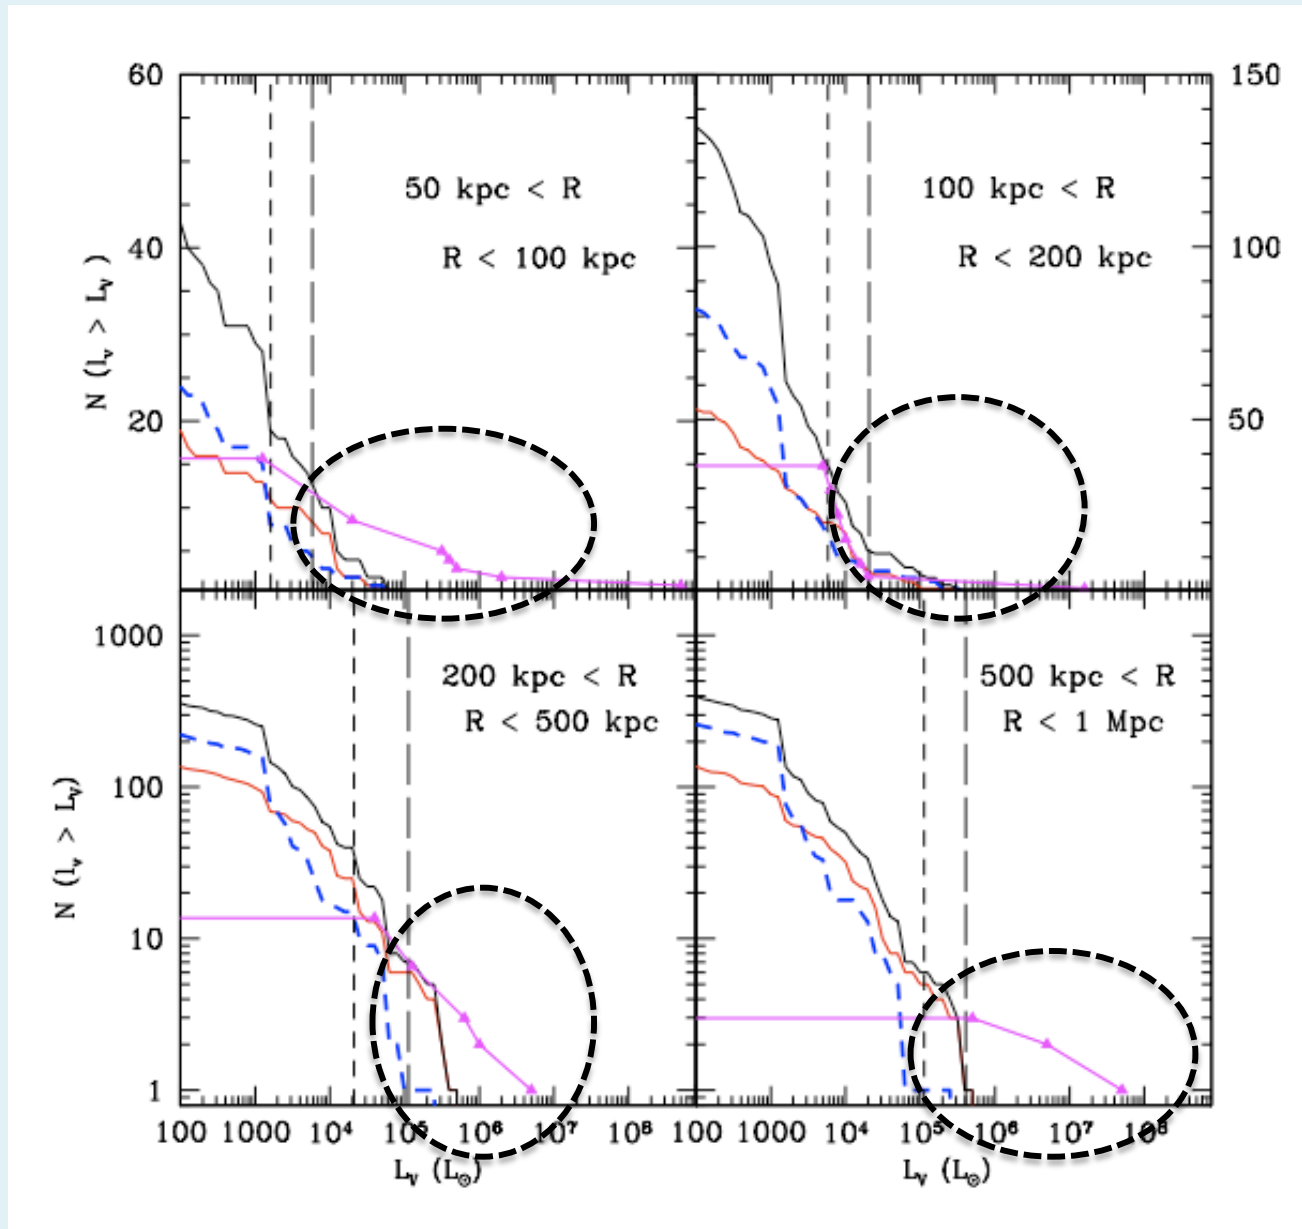 60
40
20
N (l_v > L_V)
50 kpc < R
R < 100 kpc
150
100
50
100 kpc < R
R < 200 kpc
1000
100
10
1
N (l_v > L_V)
200 kpc < R
R < 500 kpc
500 kpc < R
R < 1 Mpc
100 1000 10⁴ 10⁵ 10⁶ 10⁷ 10⁸
100 1000 10⁴ 10⁵ 10⁶ 10⁷ 10⁸
L_V (L_⊙)
L_V (L_⊙)